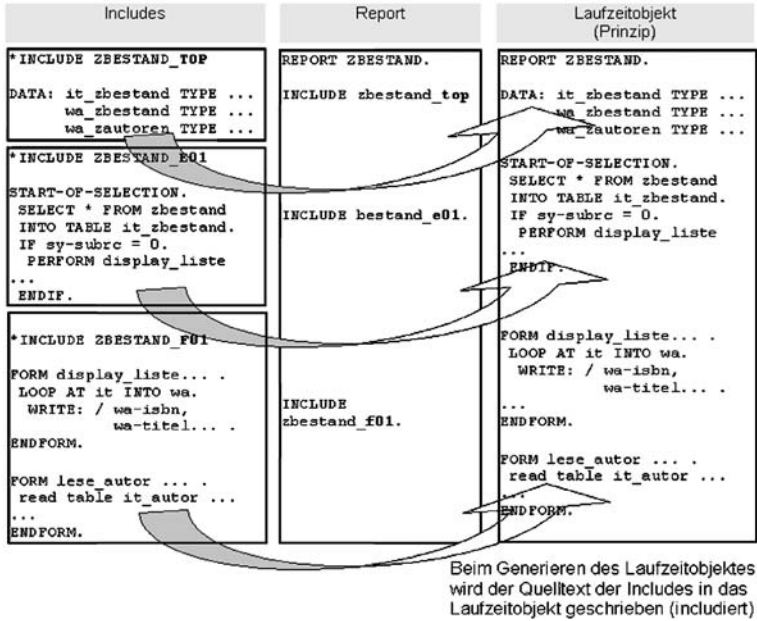 Includes
*INCLUDE ZBESTAND_TOP
DATA: it_zbestand TYPE ...
wa_zbestand TYPE ...
wa_zautoren TYPE ...
*INCLUDE ZBESTAND_E01
START-OF-SELECTION.
SELECT * FROM zbestand
INTO TABLE it_zbestand.
IF sy-subrc = 0.
PERFORM display_liste
...
ENDIF.
*INCLUDE ZBESTAND_F01
FORM display_liste... .
LOOP AT it INTO wa.
WRITE: / wa-isbn,
wa-titel... .
ENDFORM.
FORM lese_autor ... .
read table it_autor ...
...
ENDFORM.
Report
REPORT ZBESTAND.
INCLUDE zbestand_top
INCLUDE bestand_e01.
INCLUDE
zbestand_f01.
Laufzeitobjekt
(Prinzip)
REPORT ZBESTAND.
DATA: it_zbestand TYPE ...
wa_zbestand TYPE ...
wa_zautoren TYPE ...
START-OF-SELECTION.
SELECT * FROM zbestand
INTO TABLE it_zbestand.
IF sy-subrc = 0.
PERFORM display_liste
...
ENDIF.
FORM display_liste... .
LOOP AT it INTO wa.
WRITE: / wa-isbn,
wa-titel... .
...
ENDFORM.
FORM lese_autor ... .
read table it_autor ...
...
ENDFORM.
Beim Generieren des Laufzeitobjektes
wird der Quelltext der Includes in das
Laufzeitobjekt geschrieben (includiert)